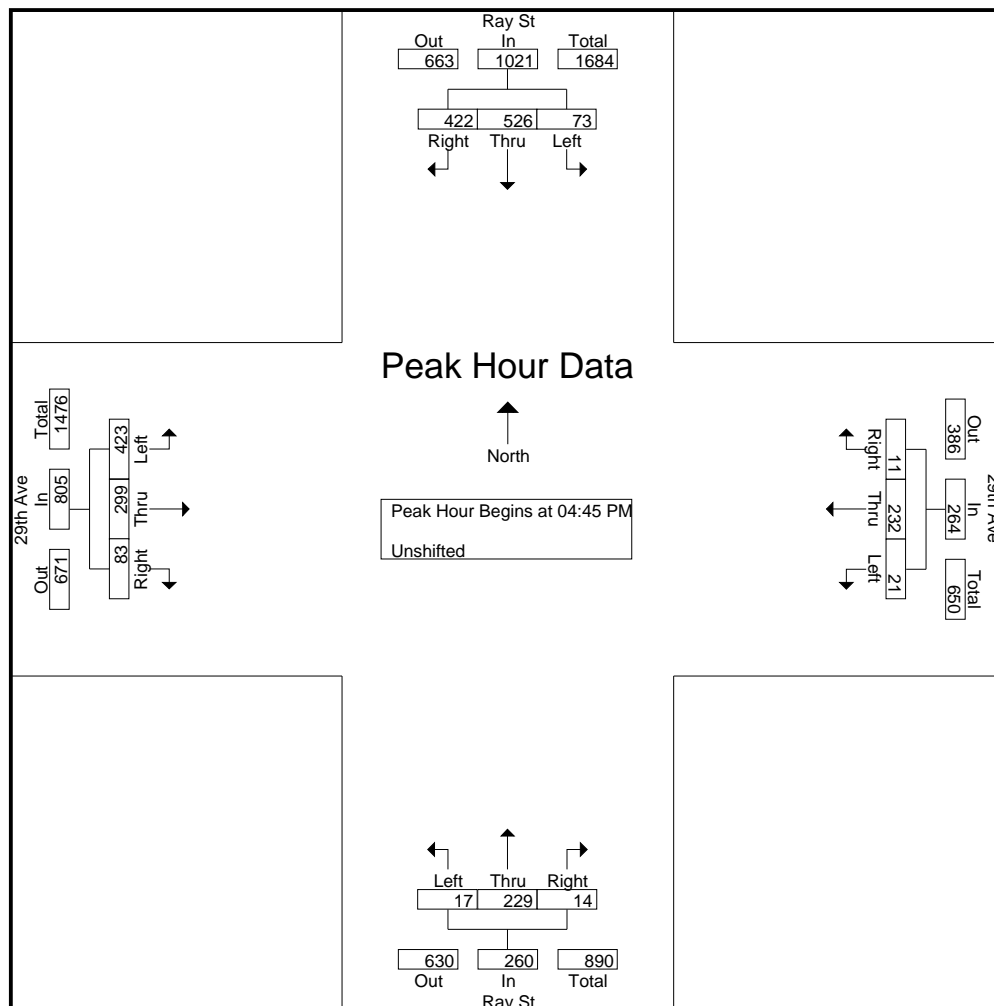 Ray St
Out In Total
663 1021 1684
422 526 73
Right Thru Left
Peak Hour Data
North
Peak Hour Begins at 04:45 PM
Unshifted
29th Ave
Total In Out
1476 805 671
423 299 83
Left Thru Right
Right Thru Left
11 232 21
Out In Total
386 264 650
29th Ave
Left Thru Right
17 229 14
630 260 890
Out In Total
Ray St